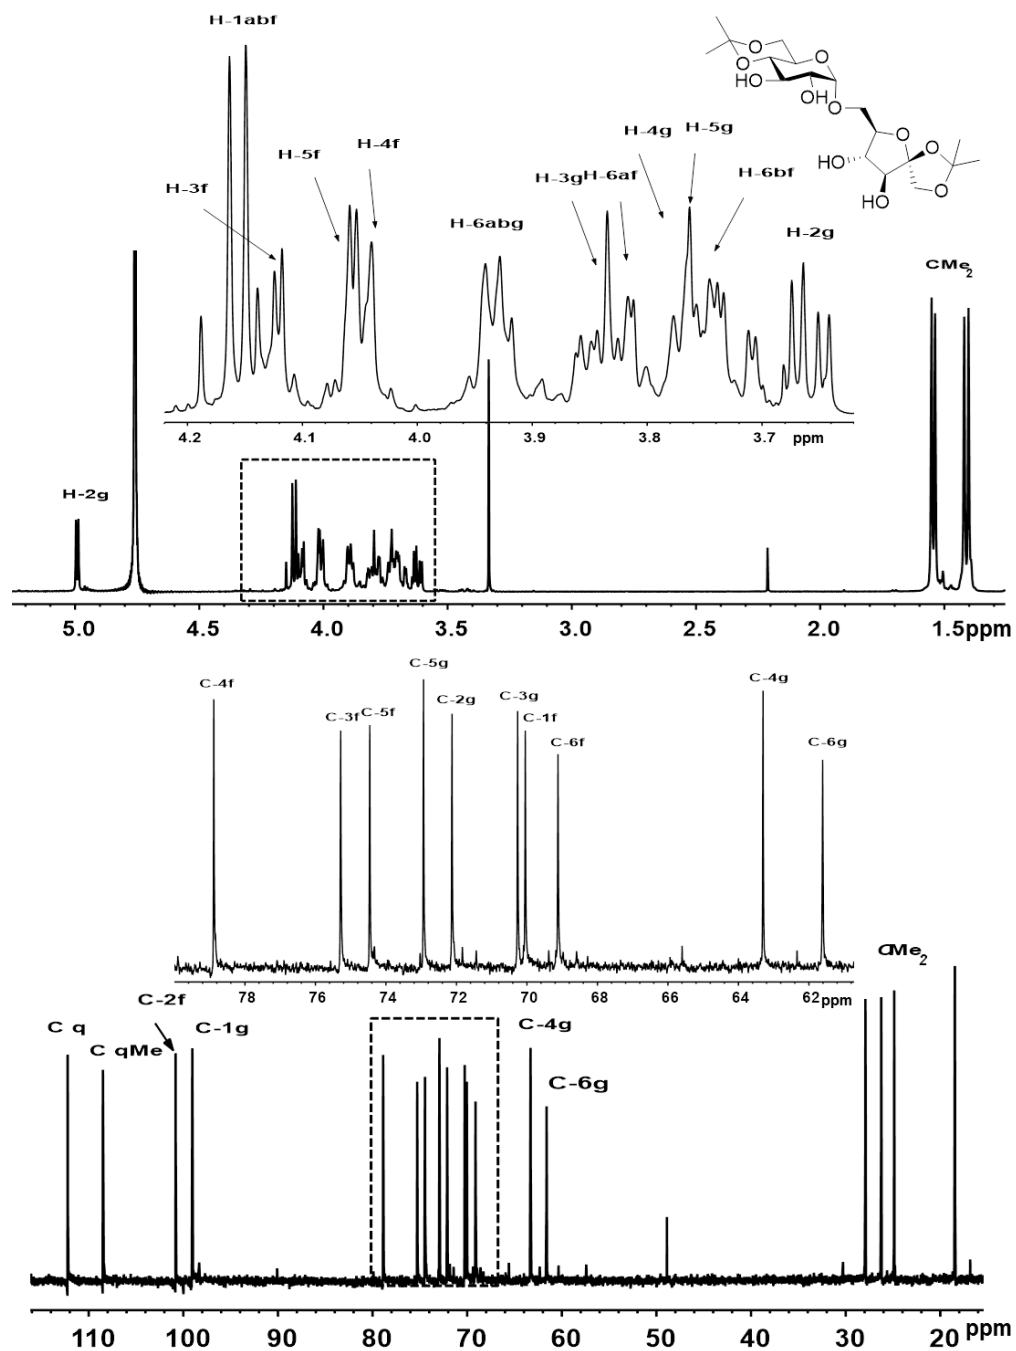 H-1abf
H-3f
H-5f
H-4f
H-6abg
H-3g
H-6af
H-4g
H-5g
H-6bf
H-2g
CMe2
O
O
O
HO
OH
O
O
O
O
HO
HO
4.2 4.1 4.0 3.9 3.8 3.7 ppm
H-2g
5.0 4.5 4.0 3.5 3.0 2.5 2.0 1.5 ppm
C-4f
C-3f
C-5f
C-5g
C-2g
C-3g
C-1f
C-6f
C-4g
C-6g
78 76 74 72 70 68 66 64 62 ppm
C q
C qMe
C-2f
C-1g
C-4g
C-6g
CMe2
110 100 90 80 70 60 50 40 30 20 ppm